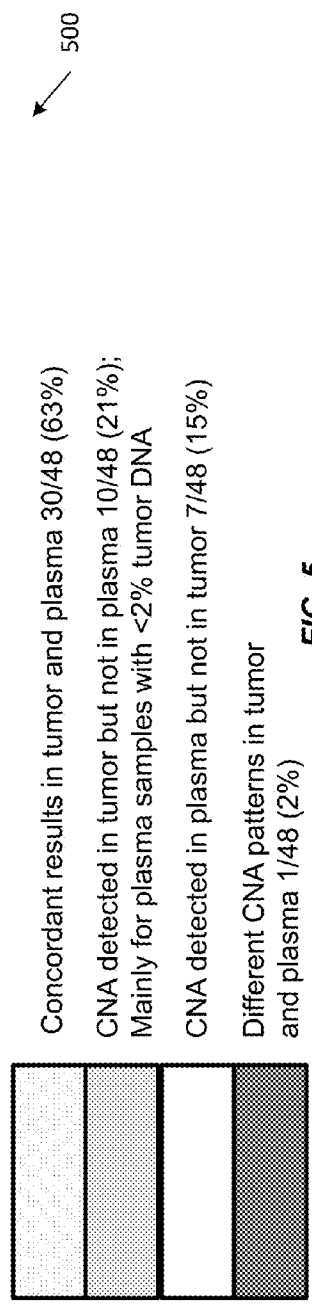 500
Concordant results in tumor and plasma 30/48 (63%)
CNA detected in tumor but not in plasma 10/48 (21%);
Mainly for plasma samples with <2% tumor DNA
CNA detected in plasma but not in tumor 7/48 (15%)
Different CNA patterns in tumor
and plasma 1/48 (2%)
FIG. 5